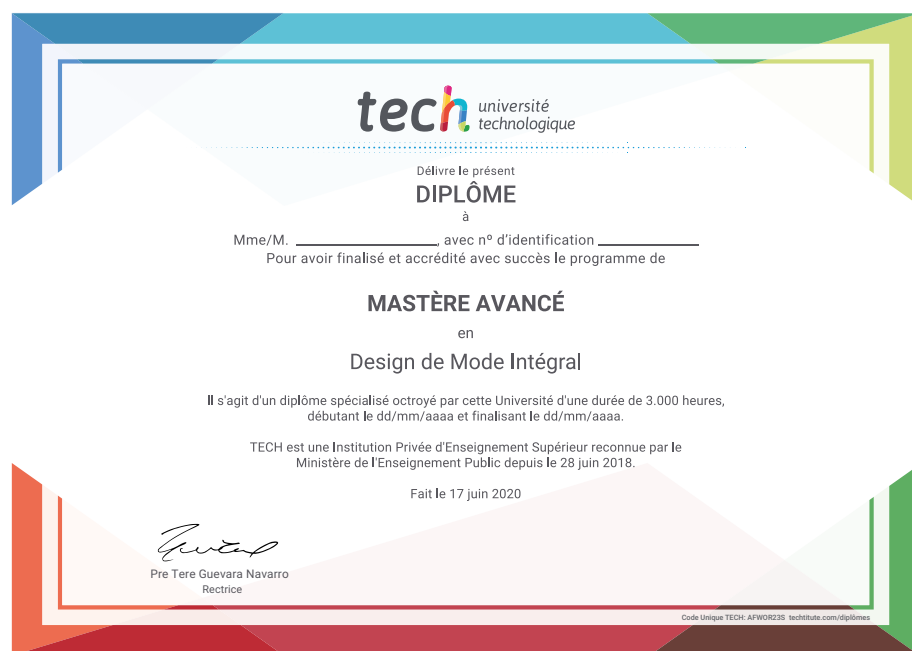 tech université
technologique
Délivre le présent
DIPLÔME
à
Mme/M. ____________________, avec nº d'identification ______________
Pour avoir finalisé et accrédité avec succès le programme de
MASTÈRE AVANCÉ
en
Design de Mode Intégral
Il s'agit d'un diplôme spécialisé octroyé par cette Université d'une durée de 3.000 heures,
débutant le dd/mm/aaaa et finalisant le dd/mm/aaaa.
TECH est une Institution Privée d'Enseignement Supérieur reconnue par le
Ministère de l'Enseignement Public depuis le 28 juin 2018.
Fait le 17 juin 2020
Pre Tere Guevara Navarro
Rectrice
Code Unique TECH: AFWOR23S techtitute.com/diplômes